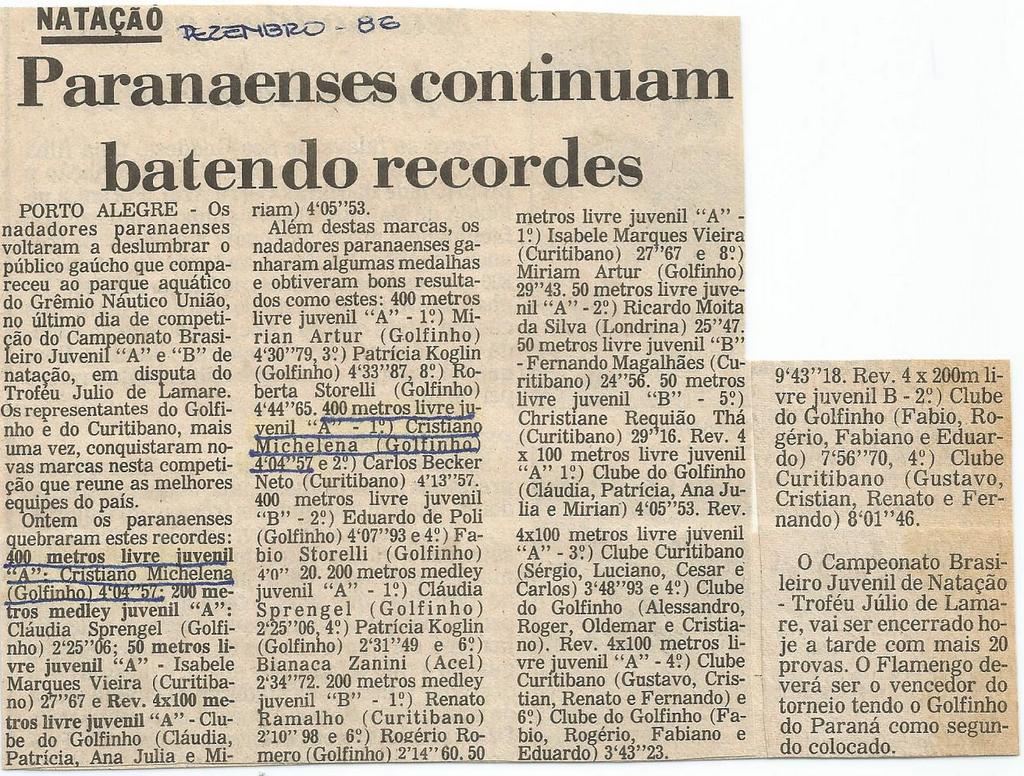 NATAÇÃO
DEZEMBRO - 86
Paranaenses continuam
batendo recordes
PORTO ALEGRE - Os
nadadores paranaenses
voltaram a deslumbrar o
público gaúcho que compa-
receu ao parque aquático
do Grêmio Náutico União,
no último dia de competi-
ção do Campeonato Brasi-
leiro Juvenil "A" e "B" de
natação, em disputa do
Troféu Julio de Lamare.
Os representantes do Golfi-
nho e do Curitibano, mais
uma vez, conquistaram no-
vas marcas nesta competi-
ção que reune as melhores
equipes do país.
Ontem os paranaenses
quebraram estes recordes:
400 metros livre juvenil
"A": Cristiano Michelena
(Golfinho) 4'04"57; 200 me-
tros medley juvenil "A":
Cláudia Sprengel (Golfi-
nho) 2'25"06; 50 metros li-
vre juvenil "A" - Isabele
Marques Vieira (Curitiba-
no) 27"67 e Rev. 4x100 me-
tros livre juvenil "A" - Clu-
be do Golfinho (Cláudia,
Patrícia, Ana Julia e Mi-
riam) 4'05"53.
Além destas marcas, os
nadadores paranaenses ga-
nharam algumas medalhas
e obtiveram bons resulta-
dos como estes: 400 metros
livre juvenil "A" - 1º) Mi-
rian Artur (Golfinho)
4'30"79, 3º) Patrícia Koglin
(Golfinho) 4'33"87, 8º) Ro-
berta Storelli (Golfinho)
4'44"65. 400 metros livre ju-
venil "A" - 1º) Cristiano
Michelena (Golfinho)
4'04"57 e 2º) Carlos Becker
Neto (Curitibano) 4'13"57.
400 metros livre juvenil
"B" - 2º) Eduardo de Poli
(Golfinho) 4'07"93 e 4º) Fa-
bio Storelli (Golfinho)
4'0" 20. 200 metros medley
juvenil "A" - 1º) Cláudia
Sprengel (Golfinho)
2'25"06, 4º) Patrícia Koglin
(Golfinho) 2'31"49 e 6º)
Bianaca Zanini (Acel)
2'34"72. 200 metros medley
juvenil "B" - 1º) Renato
Ramalho (Curitibano)
2'10"98 e 6º) Rogério Ro-
mero (Golfinho) 2'14"60. 50
metros livre juvenil "A" -
1º) Isabele Marques Vieira
(Curitibano) 27"67 e 8º)
Miriam Artur (Golfinho)
29"43. 50 metros livre juve-
nil "A" - 2º) Ricardo Moita
da Silva (Londrina) 25"47.
50 metros livre juvenil "B"
- Fernando Magalhães (Cu-
ritibano) 24"56. 50 metros
livre juvenil "B" - 5º)
Christiane Requião Thá
(Curitibano) 29"16. Rev. 4
x 100 metros livre juvenil
"A" 1º) Clube do Golfinho
(Cláudia, Patrícia, Ana Ju-
lia e Mirian) 4'05"53. Rev.
4x100 metros livre juvenil
"A" - 3º) Clube Curitibano
(Sérgio, Luciano, Cesar e
Carlos) 3'48"93 e 4º) Clube
do Golfinho (Alessandro,
Roger, Oldemar e Cristia-
no). Rev. 4x100 metros li-
vre juvenil "A" - 4º) Clube
Curitibano (Gustavo, Cris-
tian, Renato e Fernando) e
6º) Clube do Golfinho (Fa-
bio, Rogério, Fabiano e
Eduardo) 3'43"23.
9'43"18. Rev. 4 x 200m li-
vre juvenil B - 2º) Clube
do Golfinho (Fabio, Ro-
gério, Fabiano e Eduar-
do) 7'56"70, 4º) Clube
Curitibano (Gustavo,
Cristian, Renato e Fer-
nando) 8'01"46.
O Campeonato Brasi-
leiro Juvenil de Natação
- Troféu Júlio de Lama-
re, vai ser encerrado ho-
je a tarde com mais 20
provas. O Flamengo de-
verá ser o vencedor do
torneio tendo o Golfinho
do Paraná como segun-
do colocado.